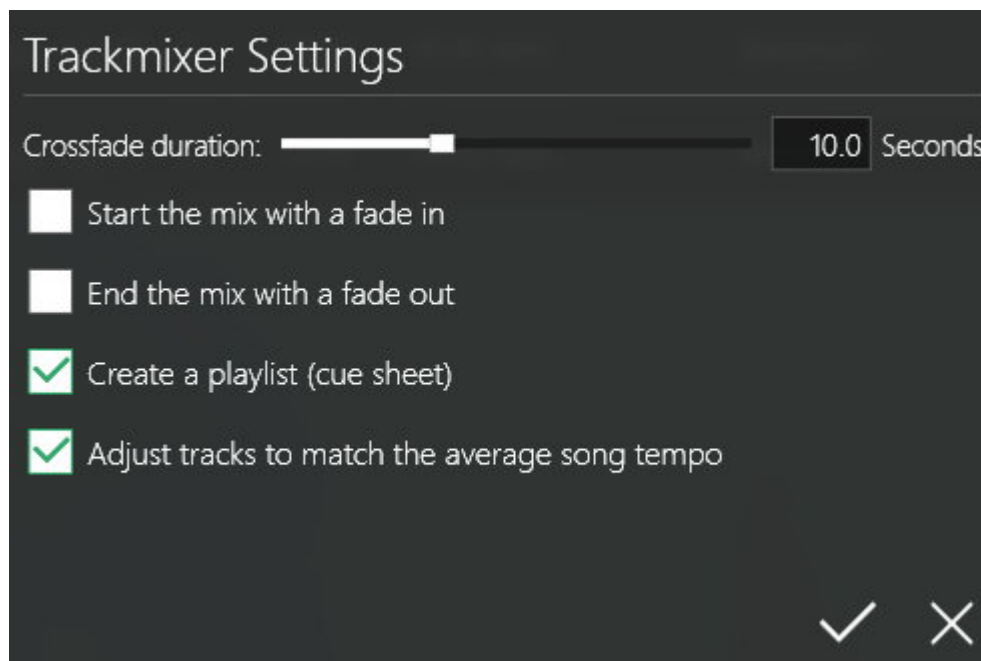 Trackmixer Settings
Crossfade duration: 10.0 Seconds
Start the mix with a fade in
End the mix with a fade out
Create a playlist (cue sheet)
Adjust tracks to match the average song tempo